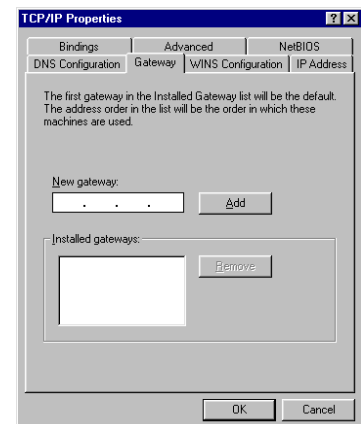 TCP/IP Properties
Bindings Advanced NetBIOS
DNS Configuration Gateway WINS Configuration IP Address
The first gateway in the Installed Gateway list will be the default.
The address order in the list will be the order in which these
machines are used.
New gateway:
. . .
Add
Installed gateways:
Remove
OK Cancel